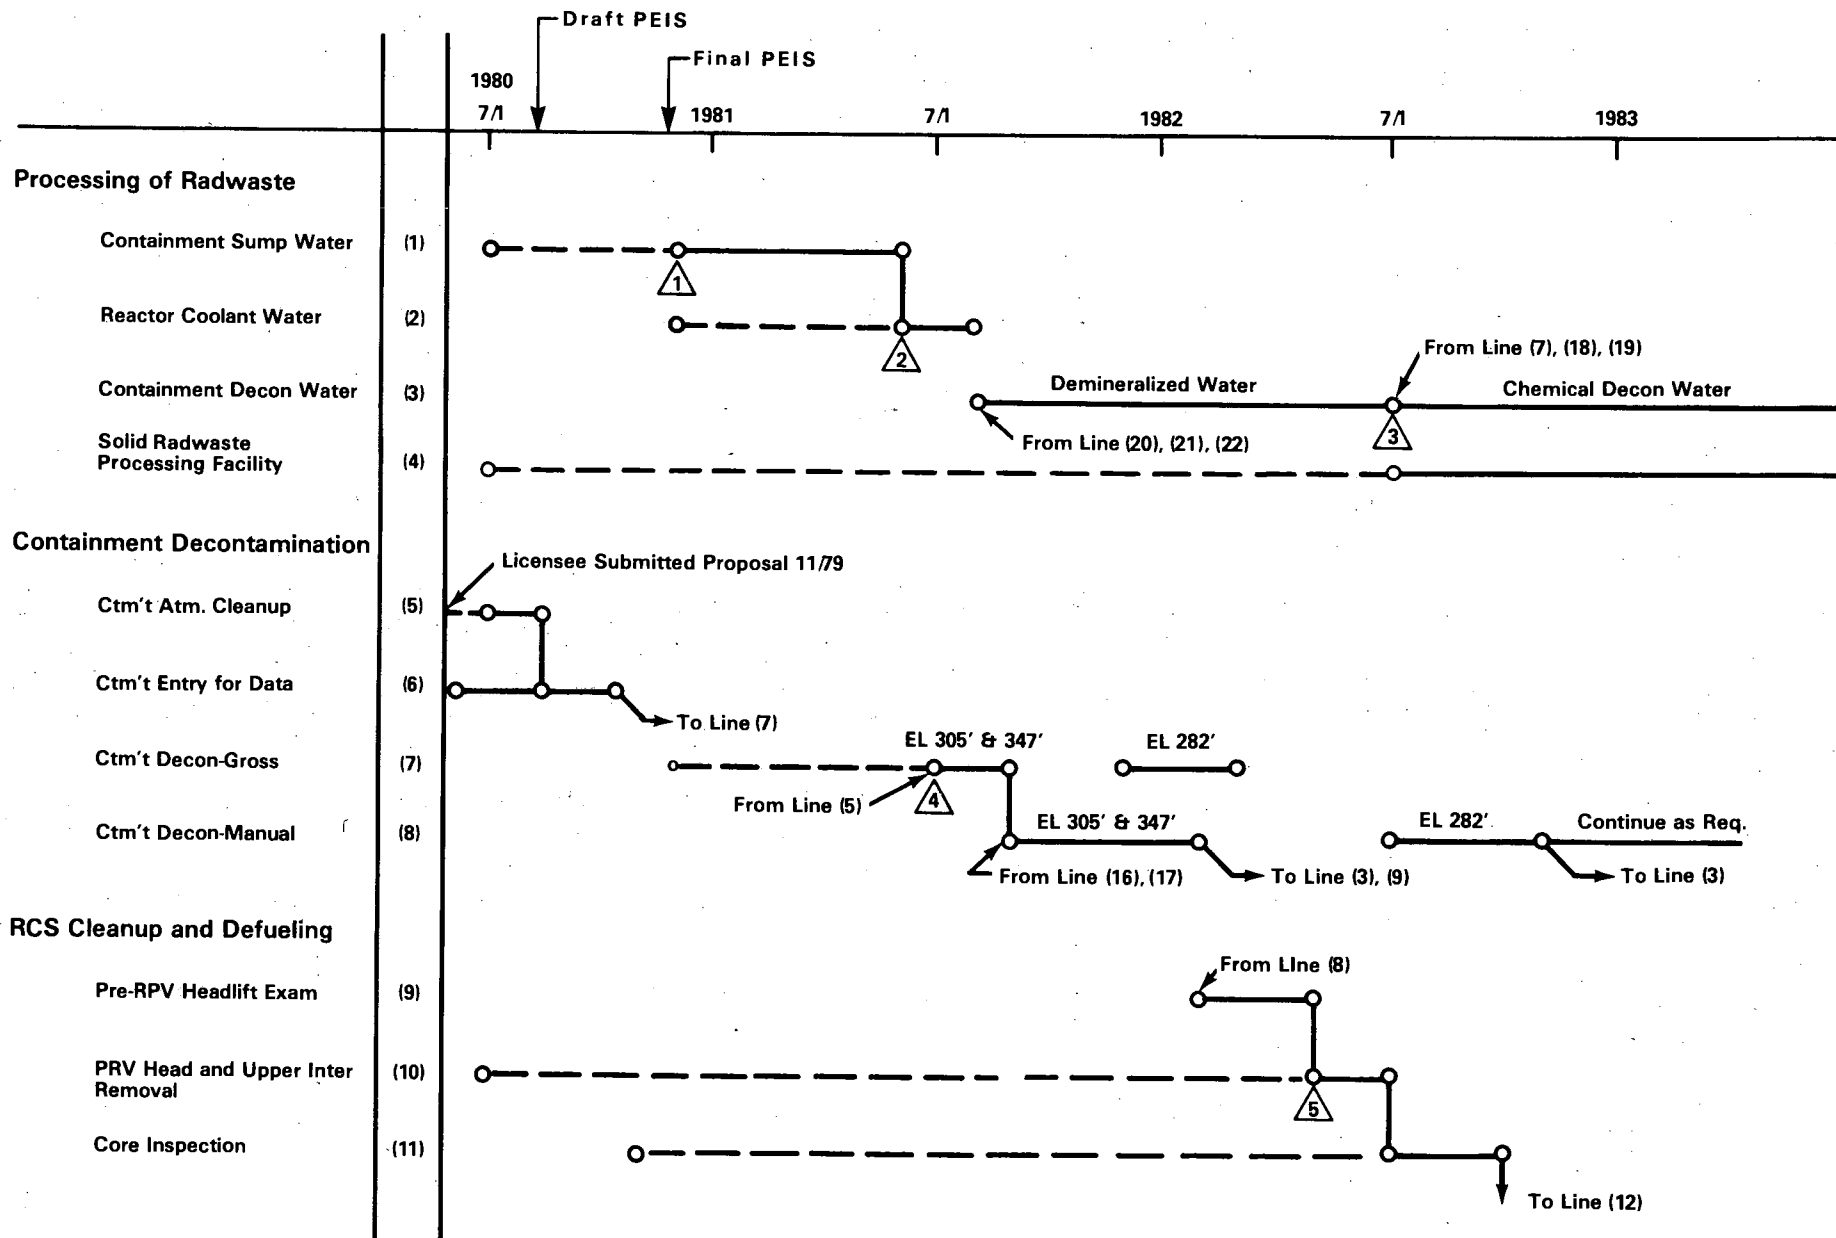 Draft PEIS
Final PEIS
1980
7/1
1981
7/1
1982
7/1
1983
Processing of Radwaste
Containment Sump Water (1)
1
Reactor Coolant Water (2)
2
From Line (7), (18), (19)
Containment Decon Water (3)
Demineralized Water
Chemical Decon Water
3
From Line (20), (21), (22)
Solid Radwaste
Processing Facility (4)
Containment Decontamination
Licensee Submitted Proposal 11/79
Ctm't Atm. Cleanup (5)
Ctm't Entry for Data (6)
To Line (7)
EL 305' & 347'
EL 282'
Ctm't Decon-Gross (7)
From Line (5)
4
Ctm't Decon-Manual (8)
EL 305' & 347'
EL 282'
Continue as Req.
From Line (16), (17)
To Line (3), (9)
To Line (3)
RCS Cleanup and Defueling
From LIne (8)
Pre-RPV Headlift Exam (9)
PRV Head and Upper Inter (10)
Removal
5
Core Inspection (11)
To Line (12)